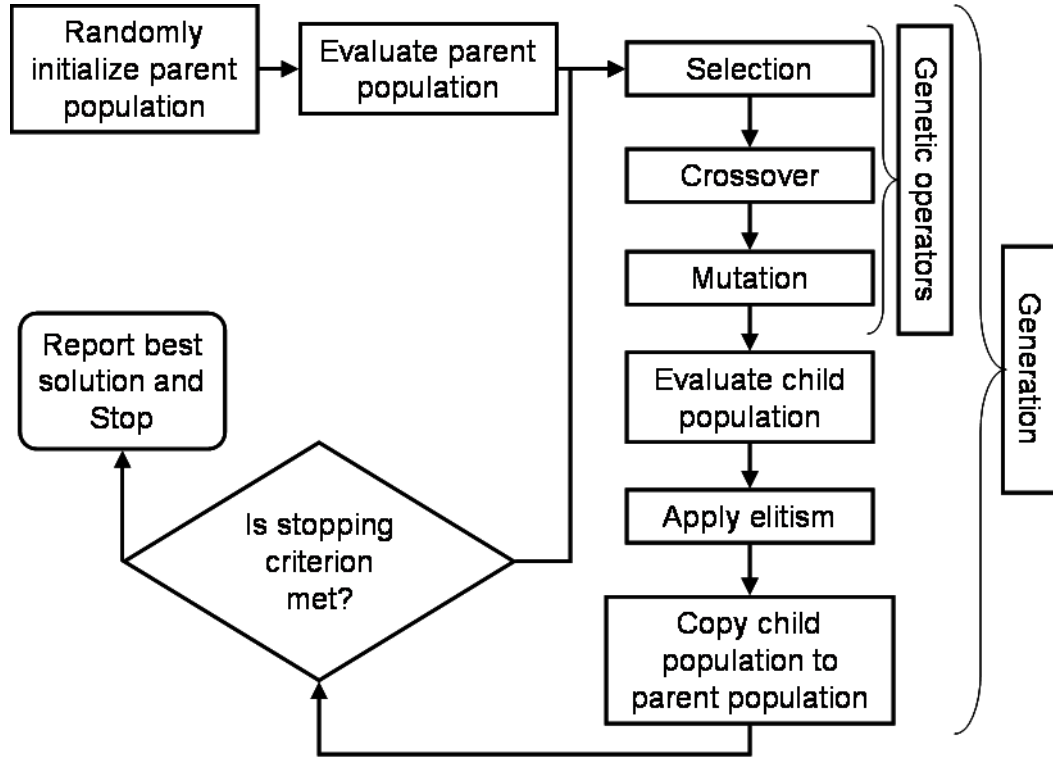 Randomly
initialize parent
population
Evaluate parent
population
Selection
Crossover
Mutation
Genetic operators
Generation
Evaluate child
population
Apply elitism
Copy child
population to
parent population
Is stopping
criterion
met?
Report best
solution and
Stop